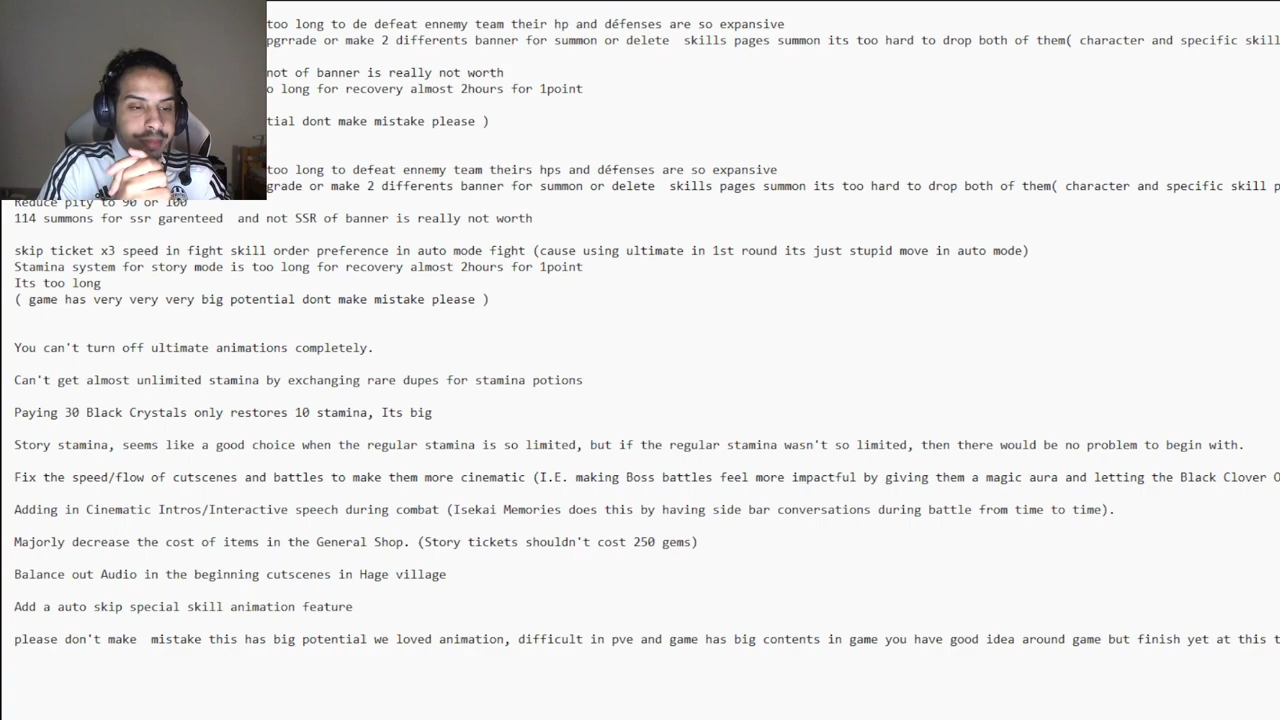 too long to de defeat ennemy team their hp and défenses are so expansive
pgrrade or make 2 differents banner for summon or delete  skills pages summon its too hard to drop both of them( character and specific skill
not of banner is really not worth
o long for recovery almost 2hours for 1point
tial dont make mistake please )
too long to defeat ennemy team theirs hps and défenses are so expansive
grade or make 2 differents banner for summon or delete  skills pages summon its too hard to drop both of them( character and specific skill p
Reduce pity to 90 or 100
114 summons for ssr garenteed  and not SSR of banner is really not worth
skip ticket x3 speed in fight skill order preference in auto mode fight (cause using ultimate in 1st round its just stupid move in auto mode)
Stamina system for story mode is too long for recovery almost 2hours for 1point
Its too long
( game has very very very big potential dont make mistake please )
You can't turn off ultimate animations completely.
Can't get almost unlimited stamina by exchanging rare dupes for stamina potions
Paying 30 Black Crystals only restores 10 stamina, Its big
Story stamina, seems like a good choice when the regular stamina is so limited, but if the regular stamina wasn't so limited, then there would be no problem to begin with.
Fix the speed/flow of cutscenes and battles to make them more cinematic (I.E. making Boss battles feel more impactful by giving them a magic aura and letting the Black Clover O
Adding in Cinematic Intros/Interactive speech during combat (Isekai Memories does this by having side bar conversations during battle from time to time).
Majorly decrease the cost of items in the General Shop. (Story tickets shouldn't cost 250 gems)
Balance out Audio in the beginning cutscenes in Hage village
Add a auto skip special skill animation feature
please don't make  mistake this has big potential we loved animation, difficult in pve and game has big contents in game you have good idea around game but finish yet at this t